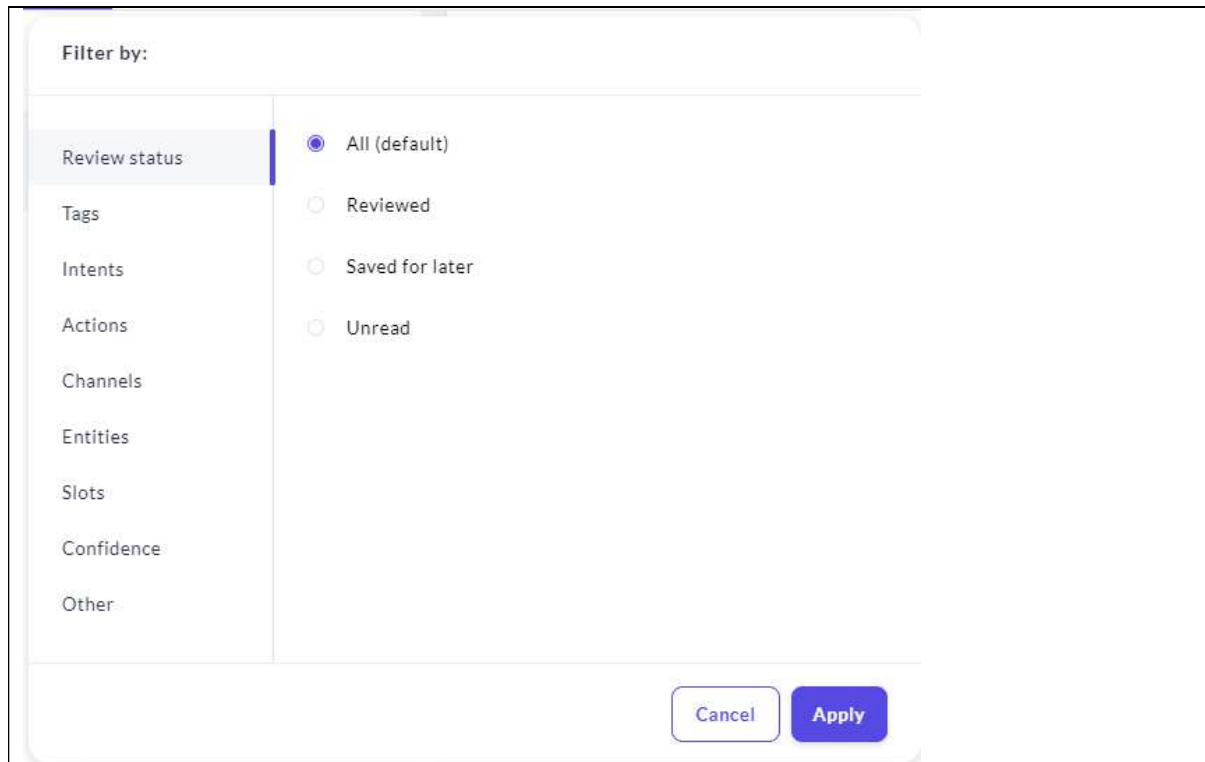 Filter by:
Review status
Tags
Intents
Actions
Channels
Entities
Slots
Confidence
Other
All (default)
Reviewed
Saved for later
Unread
Cancel
Apply